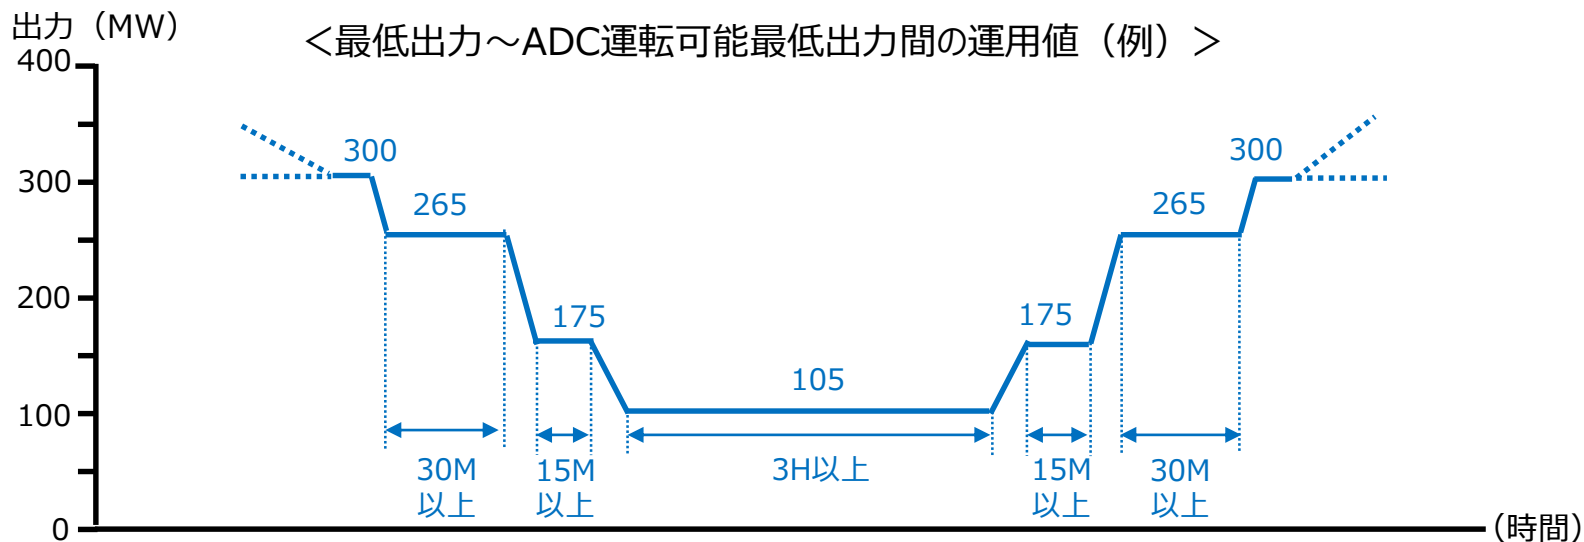 出力（MW）
＜最低出力～ADC運転可能最低出力間の運用値（例）＞
400
300
200
100
0
300
265
175
105
175
265
300
30M
以上
15M
以上
3H以上
15M
以上
30M
以上
(時間)